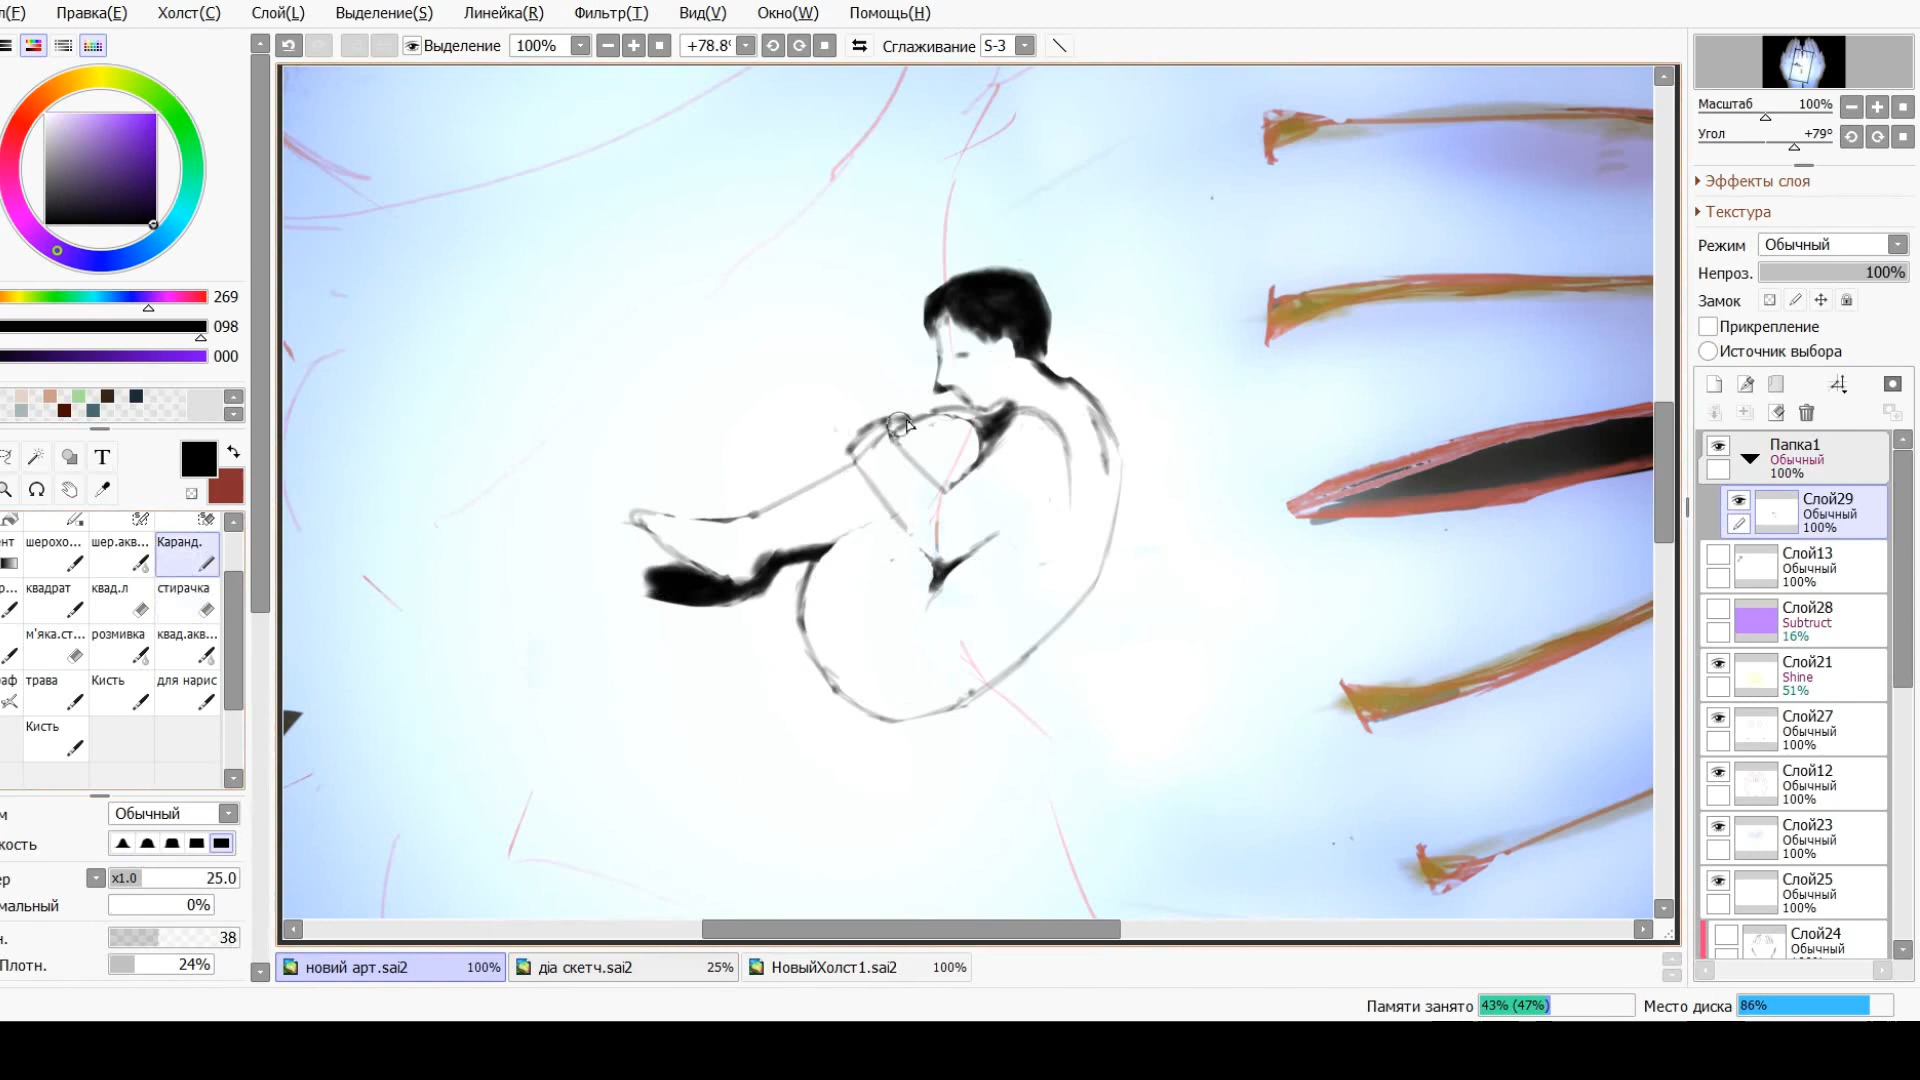 л(F) Правка(E) Холст(C) Слой(L) Выделение(S) Линейка(R) Фильтр(T) Вид(V) Окно(W) Помощь(H)
Выделение 100% +78.8° Сглаживание S-3
Масштаб 100%
Угол +79°
Эффекты слоя
Текстура
Режим Обычный
Непроз. 100%
Замок
Прикрепление
Источник выбора
269
098
000
T
ент шерохо... шер.акв... Каранд.
р... квадрат квад.л стирачка
м'яка.ст... розмивка квад.акв...
аф трава Кисть для нарис
Кисть
м Обычный
кость
ер x1.0 25.0
мальный 0%
н. 38
Плотн. 24%
Папка1
Обычный
100%
Слой29
Обычный
100%
Слой13
Обычный
100%
Слой28
Subtruct
16%
Слой21
Shine
51%
Слой27
Обычный
100%
Слой12
Обычный
100%
Слой23
Обычный
100%
Слой25
Обычный
100%
Слой24
Обычный
новий арт.sai2 100% діа скетч.sai2 25% НовыйХолст1.sai2 100%
Памяти занято 43% (47%) Место диска 86%